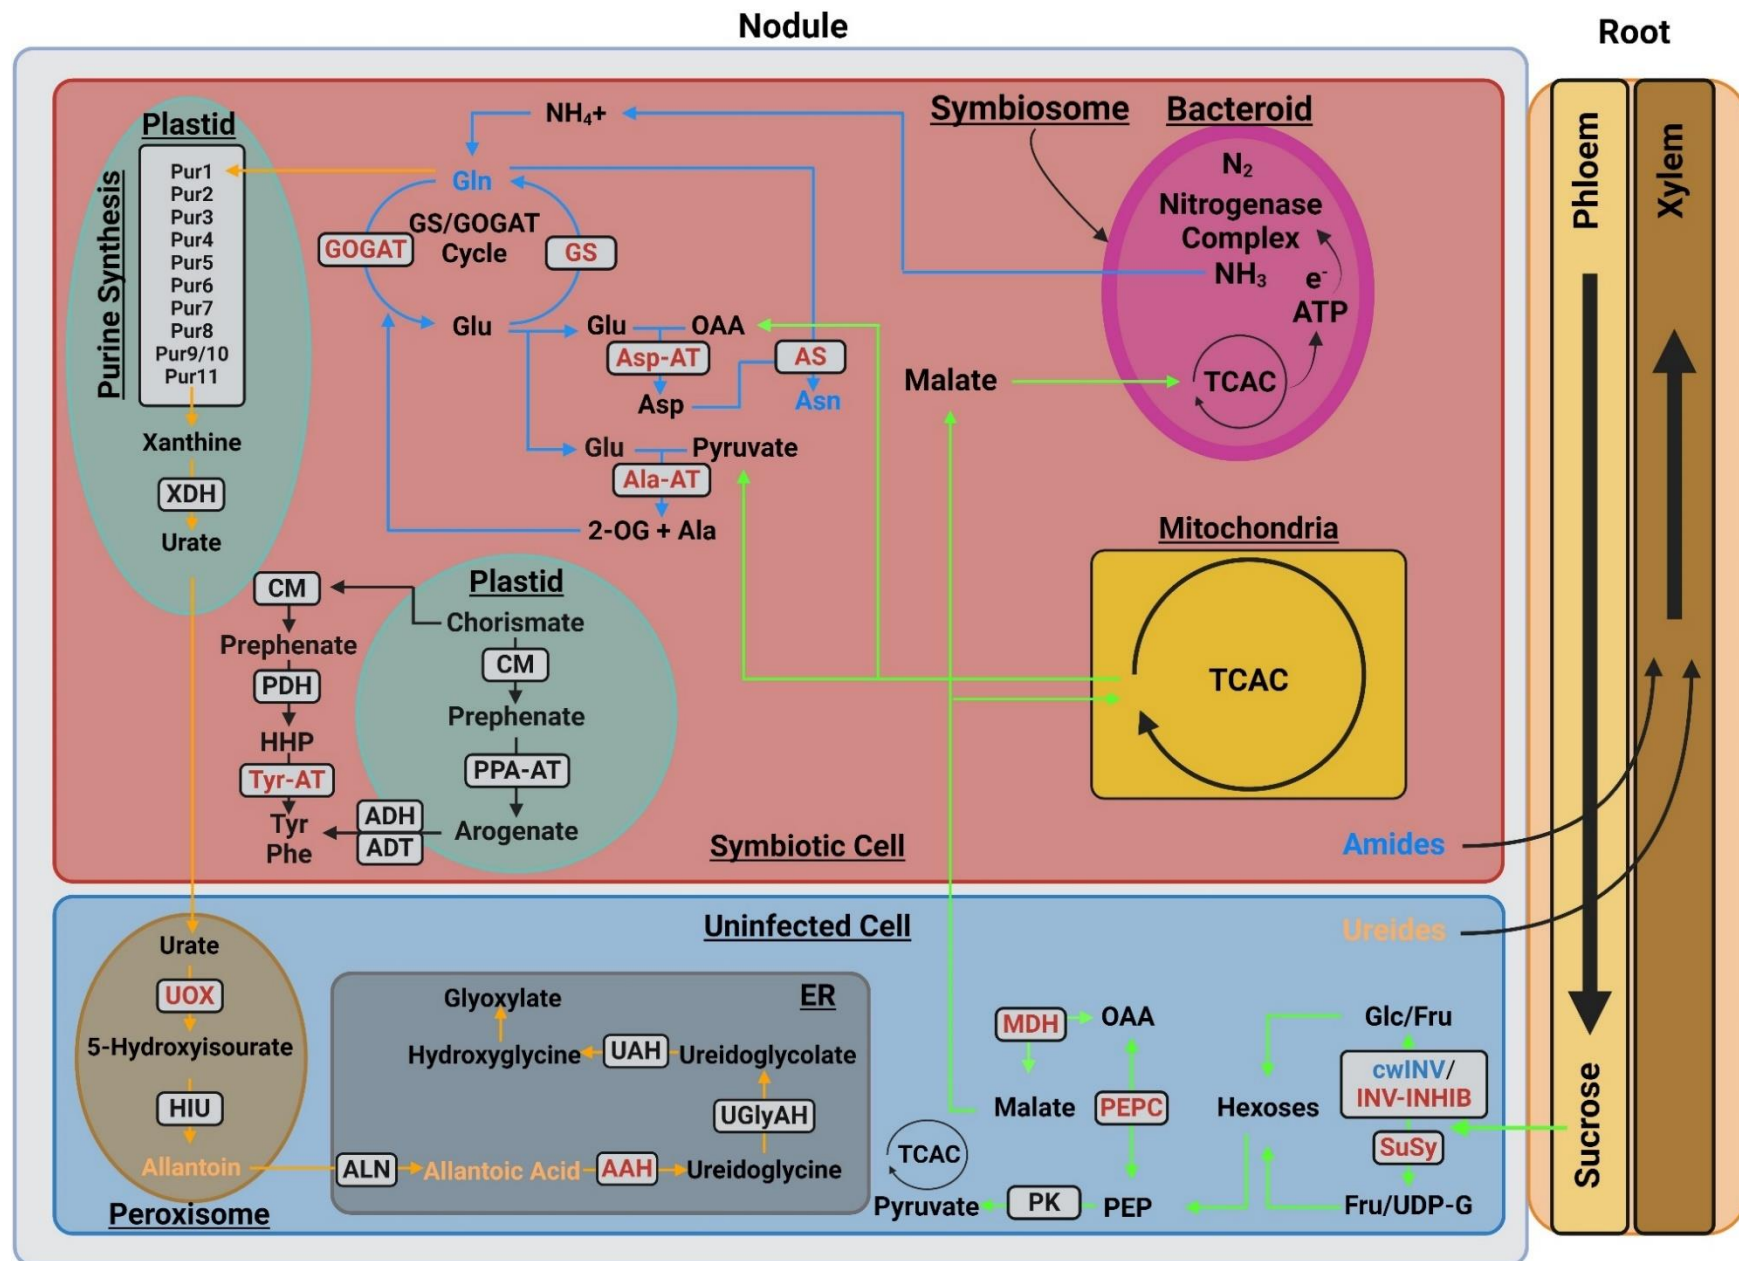 Nodule
Root
Plastid
Purine Synthesis
Pur1
Pur2
Pur3
Pur4
Pur5
Pur6
Pur7
Pur8
Pur9/10
Pur11
Xanthine
XDH
Urate
NH₄+
Gln
GS/GOGAT
Cycle
GOGAT
GS
Glu
Glu
OAA
Asp-AT
AS
Asp
Asn
Glu
Pyruvate
Ala-AT
2-OG + Ala
Symbiosome
Bacteroid
N₂
Nitrogenase
Complex
NH₃
e⁻
ATP
TCAC
Malate
Mitochondria
TCAC
Plastid
Chorismate
CM
Prephenate
PPA-AT
Arogenate
CM
Prephenate
PDH
HHP
Tyr-AT
Tyr
Phe
ADH
ADT
Symbiotic Cell
Amides
Uninfected Cell
Ureides
Urate
UOX
5-Hydroxyisourate
HIU
Allantoin
Peroxisome
ER
Glyoxylate
Hydroxyglycine
UAH
Ureidoglycolate
UGlyAH
ALN
Allantoic Acid
AAH
Ureidoglycine
MDH
OAA
Malate
PEPC
TCAC
Pyruvate
PK
PEP
Hexoses
Glc/Fru
cwINV/
INV-INHIB
SuSy
Fru/UDP-G
Phloem
Sucrose
Xylem